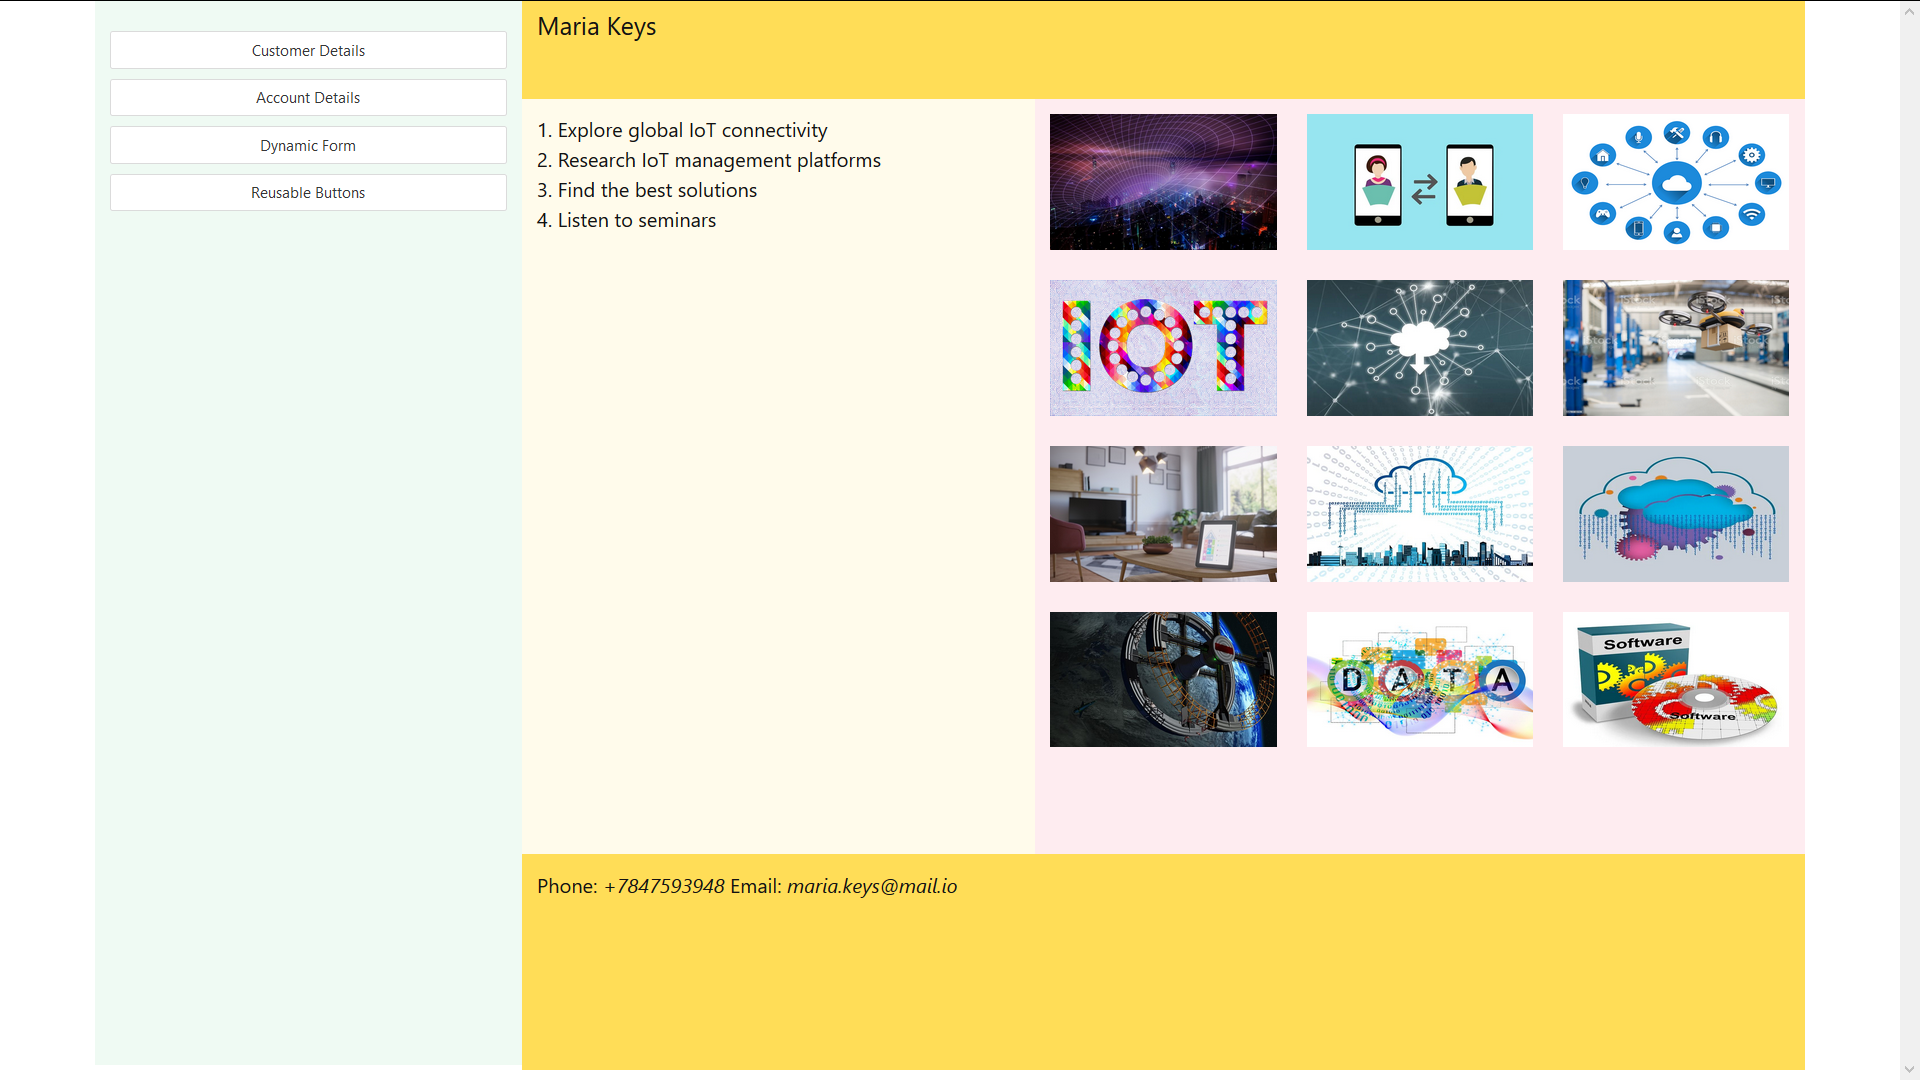 Customer Details
Account Details
Dynamic Form
Reusable Buttons
Maria Keys
1. Explore global IoT connectivity
2. Research IoT management platforms
3. Find the best solutions
4. Listen to seminars
IOT
DATA
Software
Software
Phone: +7847593948 Email: maria.keys@mail.io